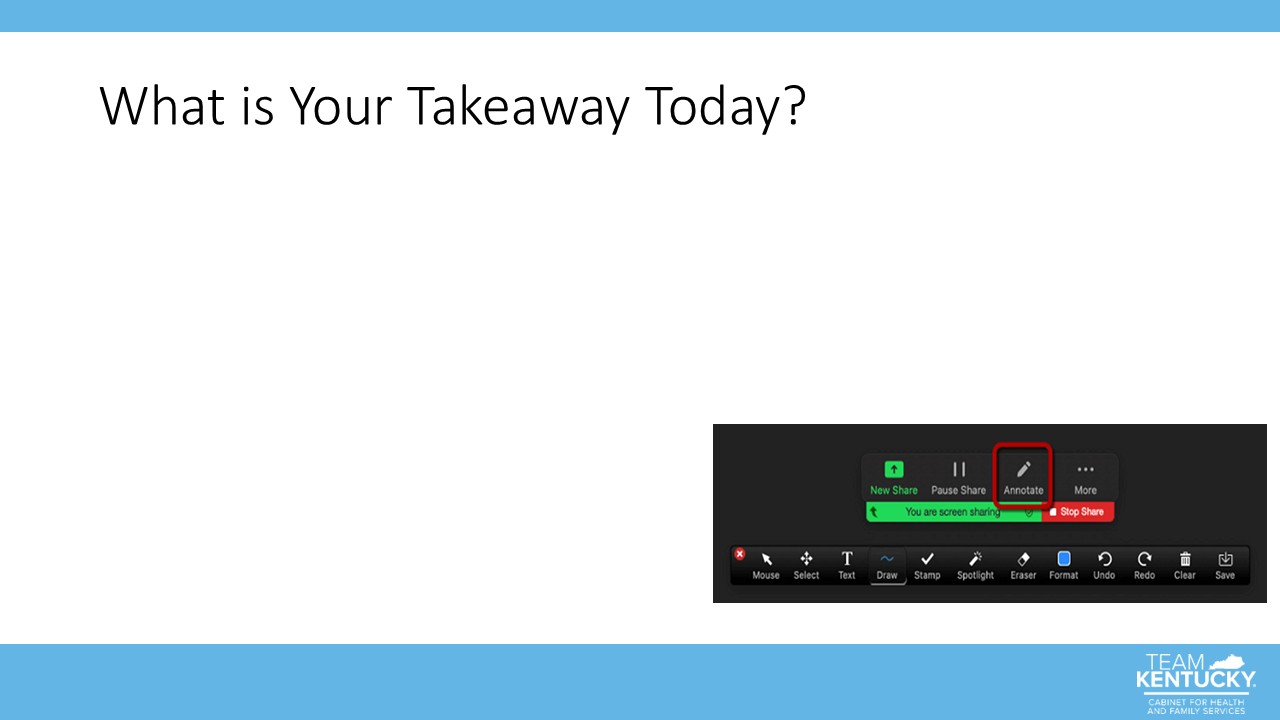 What is Your Takeaway Today?
New Share Pause Share Annotate More
You are screen sharing Stop Share
Mouse Select Text Draw Stamp Spotlight Eraser Format Undo Redo Clear Save
TEAM
KENTUCKY.
CABINET FOR HEALTH
AND FAMILY SERVICES